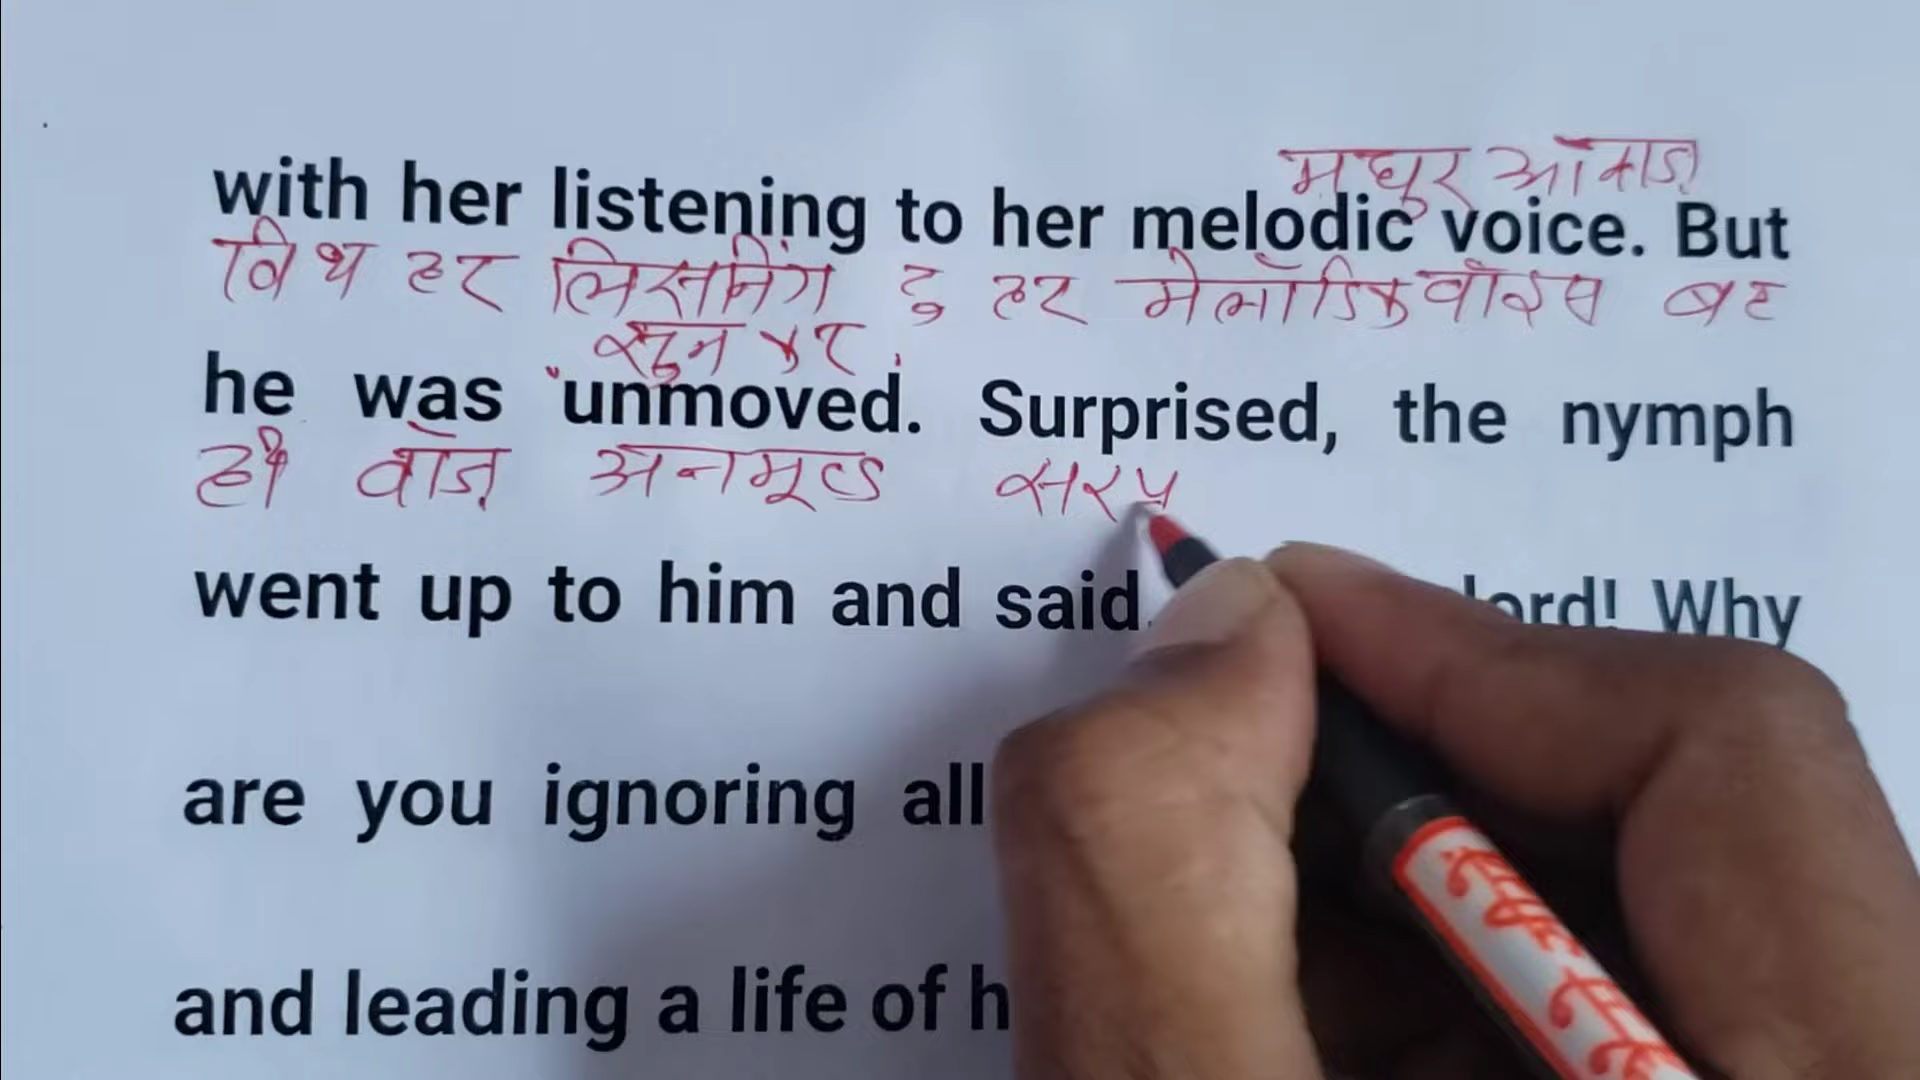 मधुर आवाज़
with her listening to her melodic voice. But
विथ हर लिसनिंग टु हर मेलॉडिक वॉइस बट
सुन कर
he was unmoved. Surprised, the nymph
ही वॉज़ अनमूव्ड सरप
went up to him and said lord! Why
are you ignoring all
and leading a life of h